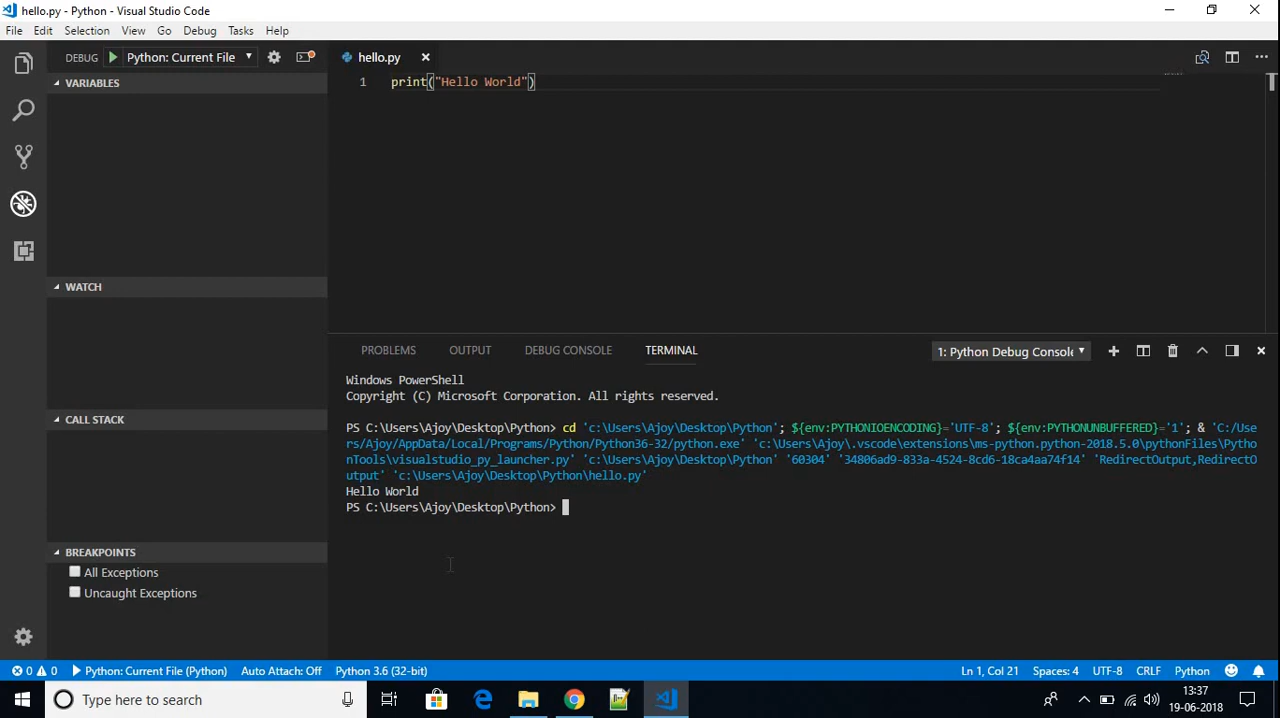 hello.py - Python - Visual Studio Code
File Edit Selection View Go Debug Tasks Help
DEBUG Python: Current File
hello.py
VARIABLES
1 print("Hello World")
WATCH
CALL STACK
BREAKPOINTS
All Exceptions
Uncaught Exceptions
PROBLEMS OUTPUT DEBUG CONSOLE TERMINAL 1: Python Debug Console
Windows PowerShell
Copyright (C) Microsoft Corporation. All rights reserved.
PS C:\Users\Ajoy\Desktop\Python> cd 'c:\Users\Ajoy\Desktop\Python'; ${env:PYTHONIOENCODING}='UTF-8'; ${env:PYTHONUNBUFFERED}='1'; & 'C:/Use
rs/Ajoy/AppData/Local/Programs/Python/Python36-32/python.exe' 'c:\Users\Ajoy\.vscode\extensions\ms-python.python-2018.5.0\pythonFiles\Pytho
nTools\visualstudio_py_launcher.py' 'c:\Users\Ajoy\Desktop\Python' '60304' '34806ad9-833a-4524-8cd6-18ca4aa74f14' 'RedirectOutput,RedirectO
utput' 'c:\Users\Ajoy\Desktop\Python\hello.py'
Hello World
PS C:\Users\Ajoy\Desktop\Python>
0 0 Python: Current File (Python) Auto Attach: Off Python 3.6 (32-bit) Ln 1, Col 21 Spaces: 4 UTF-8 CRLF Python
Type here to search
13:37
19-06-2018